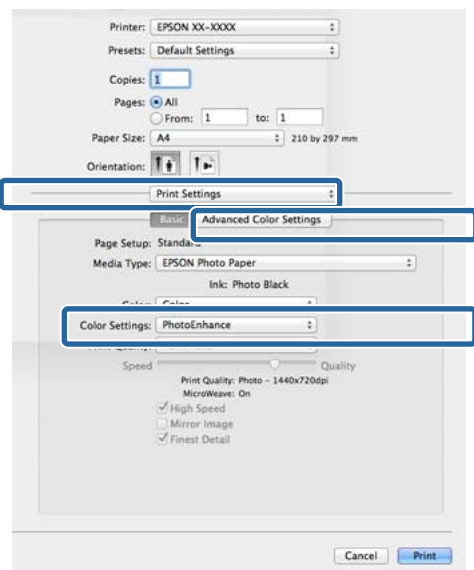 Printer: EPSON XX-XXXX
Presets: Default Settings
Copies: 1
Pages: All
From: 1 to: 1
Paper Size: A4 210 by 297 mm
Orientation:
Print Settings
Basic Advanced Color Settings
Page Setup: Standard
Media Type: EPSON Photo Paper
Ink: Photo Black
Color: Color
Color Settings: PhotoEnhance
Speed Quality
Print Quality: Photo - 1440x720dpi
MicroWeave: On
High Speed
Mirror Image
Finest Detail
Cancel Print